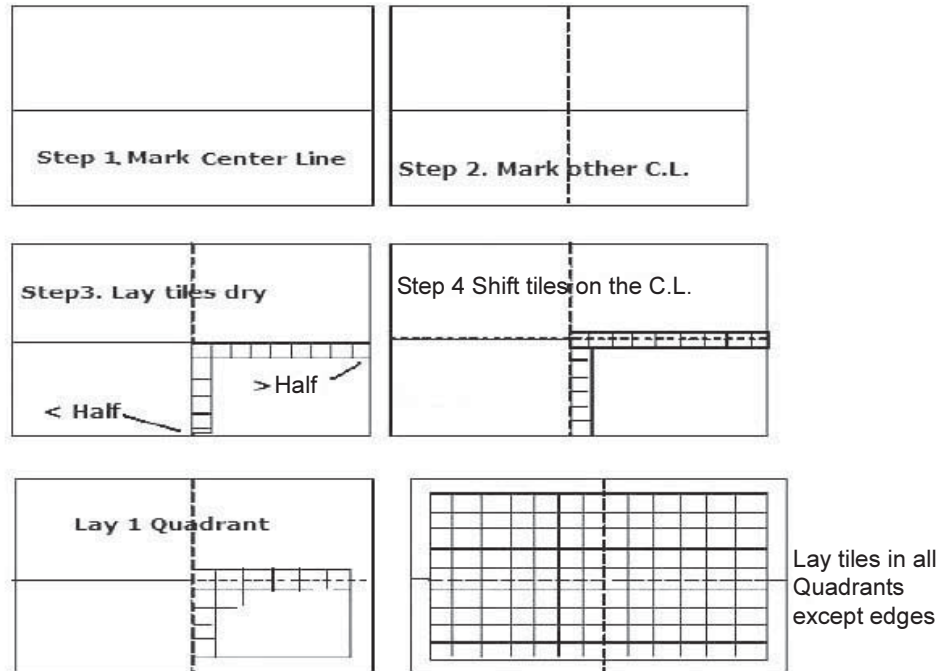 Step 1. Mark Center Line
Step 2. Mark other C.L.
Step3. Lay tiles dry
> Half
< Half
Step 4 Shift tiles on the C.L.
Lay 1 Quadrant
Lay tiles in all
Quadrants
except edges